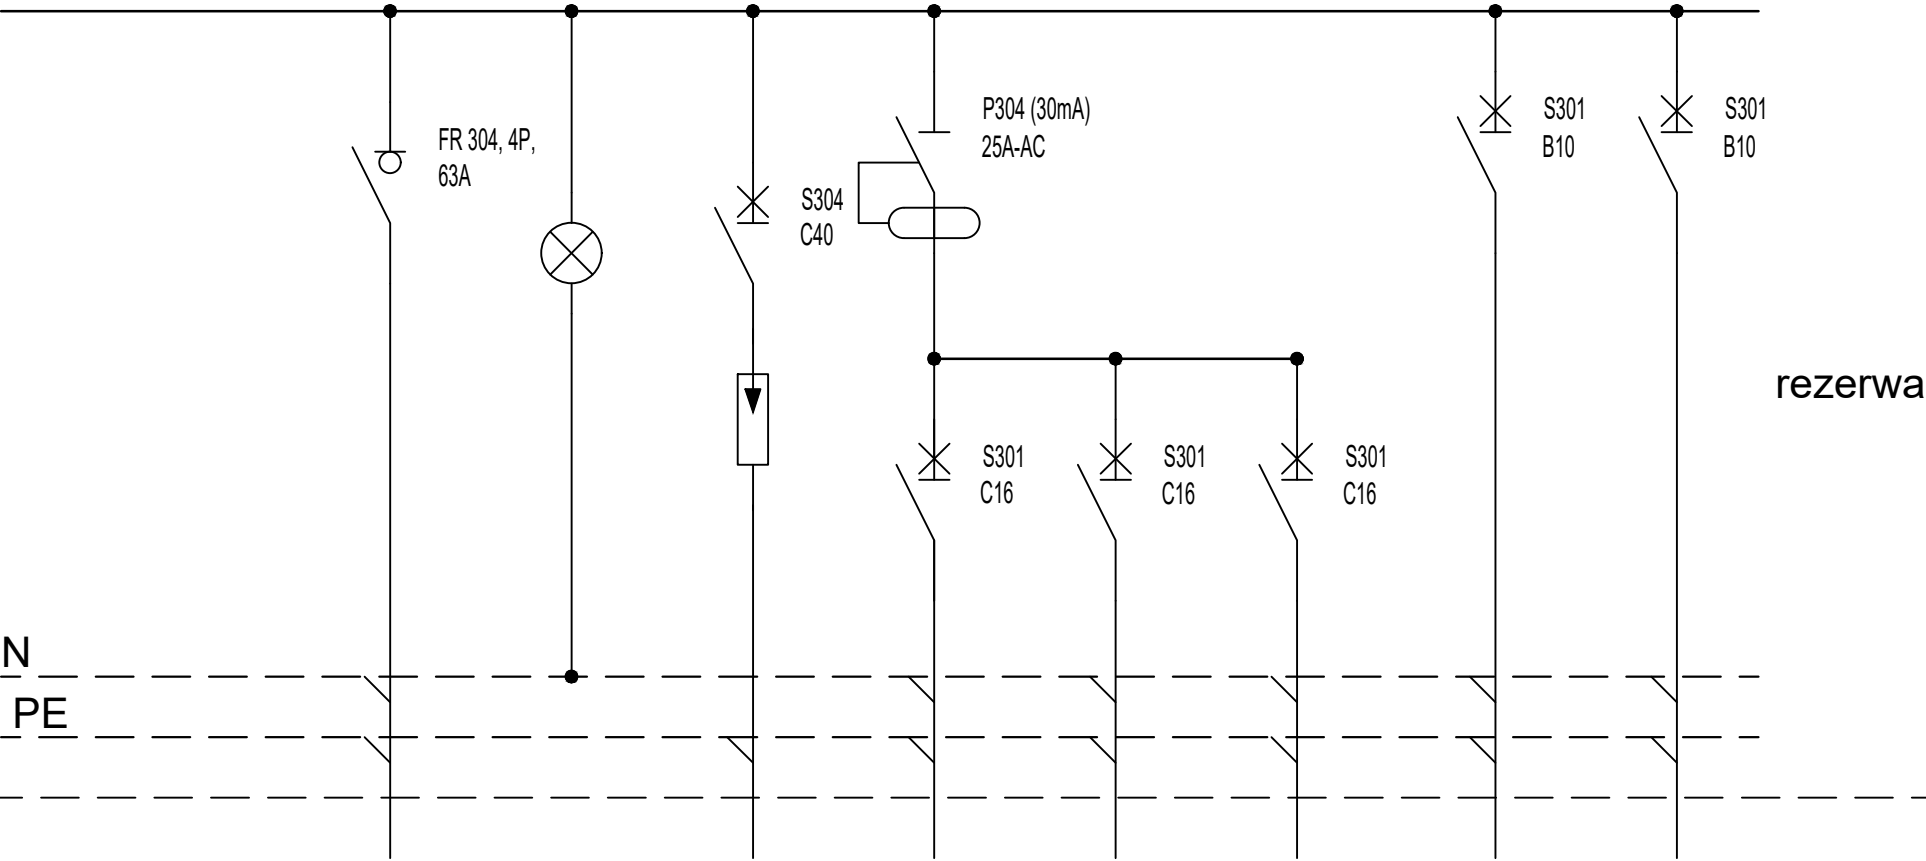 FR 304, 4P,
63A
S304
C40
P304 (30mA)
25A-AC
S301
B10
S301
B10
rezerwa
S301
C16
S301
C16
S301
C16
N
PE